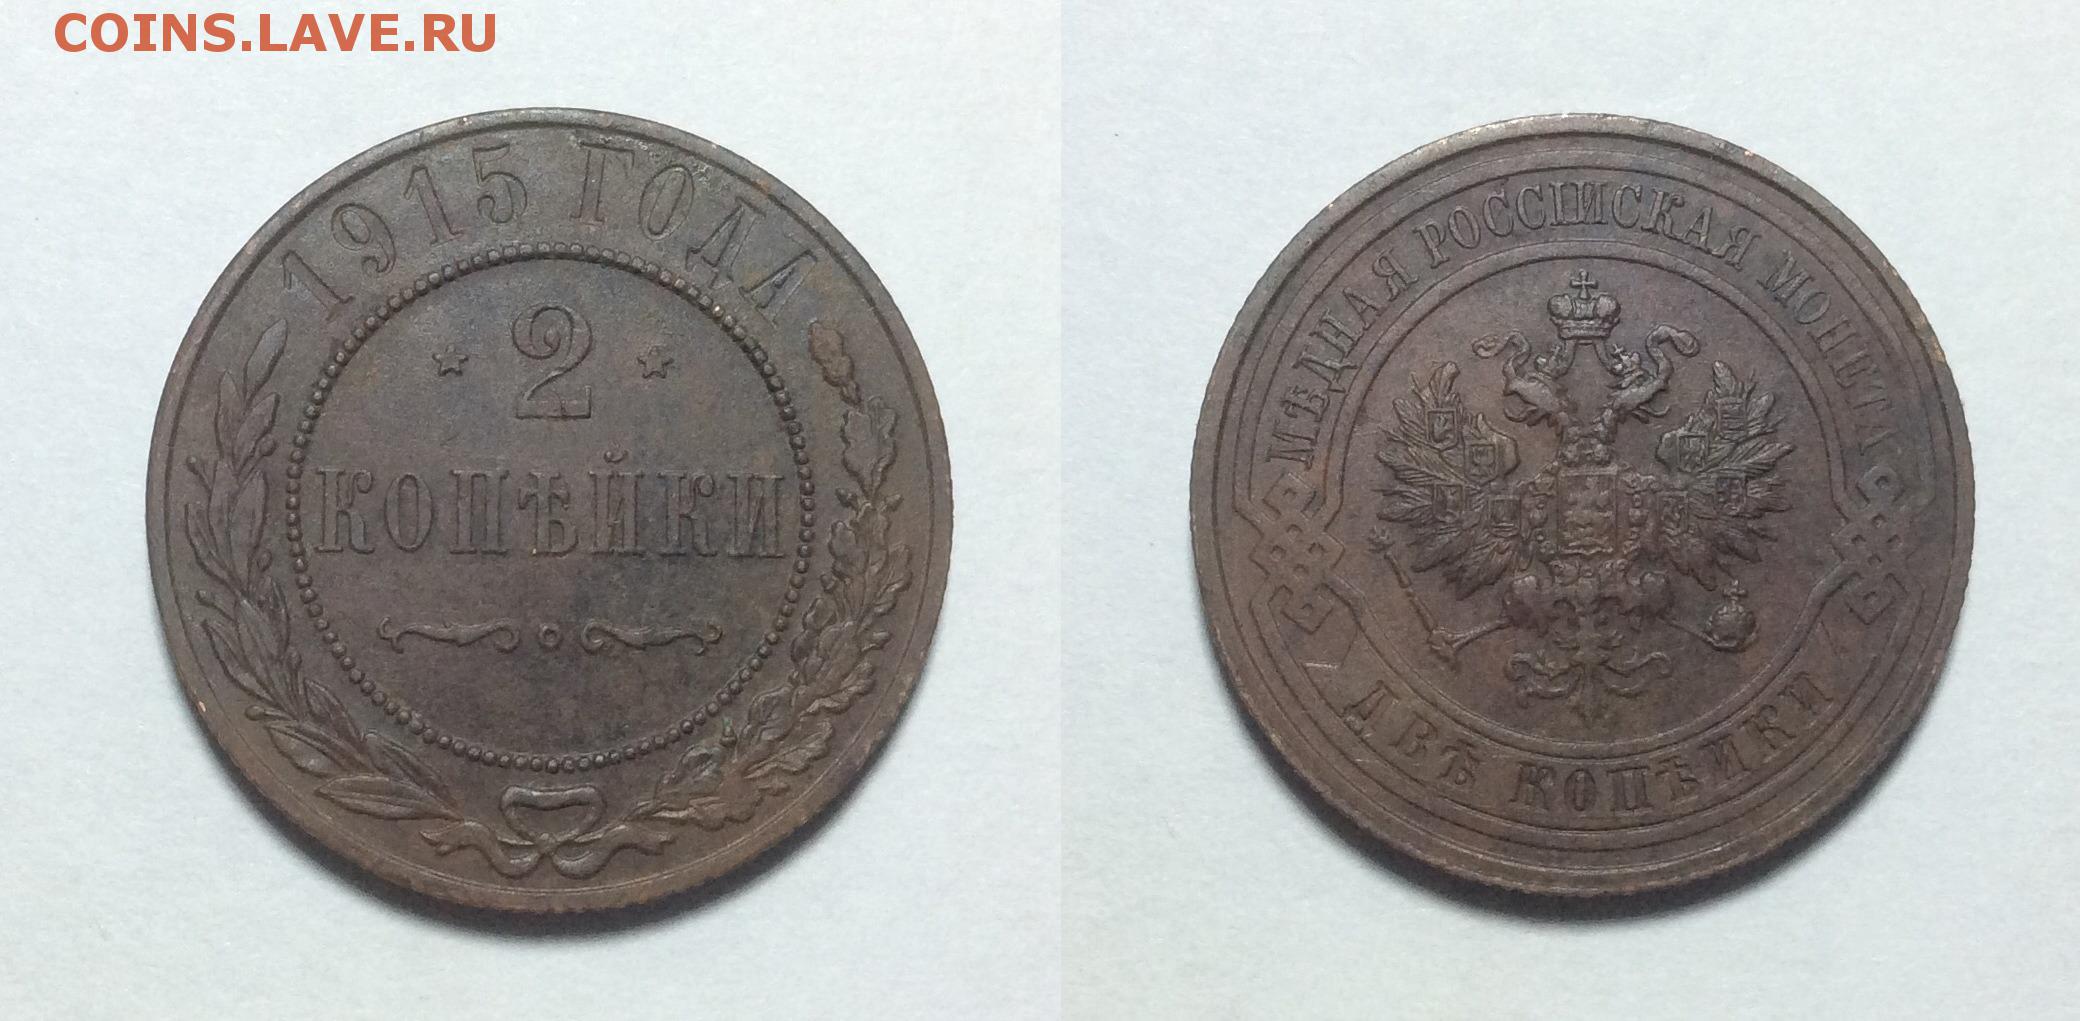 COINS.LAVE.RU
1915 ГОДА
2
КОПѢЙКИ
МѢДНАЯ РОССІЙСКАЯ МОНЕТА
ДВѢ КОПѢЙКИ